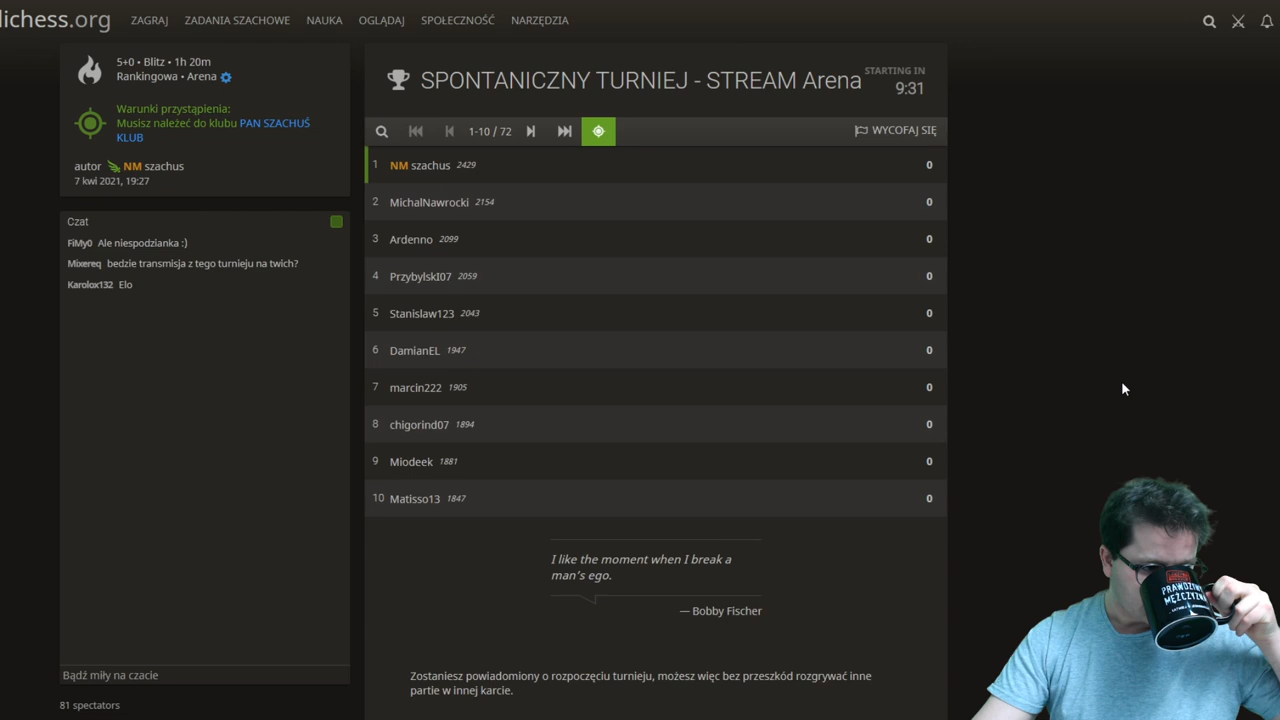 lichess.org ZAGRAJ ZADANIA SZACHOWE NAUKA OGLĄDAJ SPOŁECZNOŚĆ NARZĘDZIA
5+0 • Blitz • 1h 20m
Rankingowa • Arena
Warunki przystąpienia:
Musisz należeć do klubu PAN SZACHUŚ
KLUB
autor NM szachus
7 kwi 2021, 19:27
Czat
FiMy0 Ale niespodzianka :)
Mixereq bedzie transmisja z tego turnieju na twich?
Karolox132 Elo
Bądź miły na czacie
81 spectators
SPONTANICZNY TURNIEJ - STREAM Arena
STARTING IN
9:31
1-10 / 72
WYCOFAJ SIĘ
1 NM szachus 2429 0
2 MichalNawrocki 2154 0
3 Ardenno 2099 0
4 PrzybylskI07 2059 0
5 Stanislaw123 2043 0
6 DamianEL 1947 0
7 marcin222 1905 0
8 chigorind07 1894 0
9 Miodeek 1881 0
10 Matisso13 1847 0
I like the moment when I break a
man's ego.
— Bobby Fischer
Zostaniesz powiadomiony o rozpoczęciu turnieju, możesz więc bez przeszkód rozgrywać inne
partie w innej karcie.
PRAWDZIWY
MĘŻCZYZNA